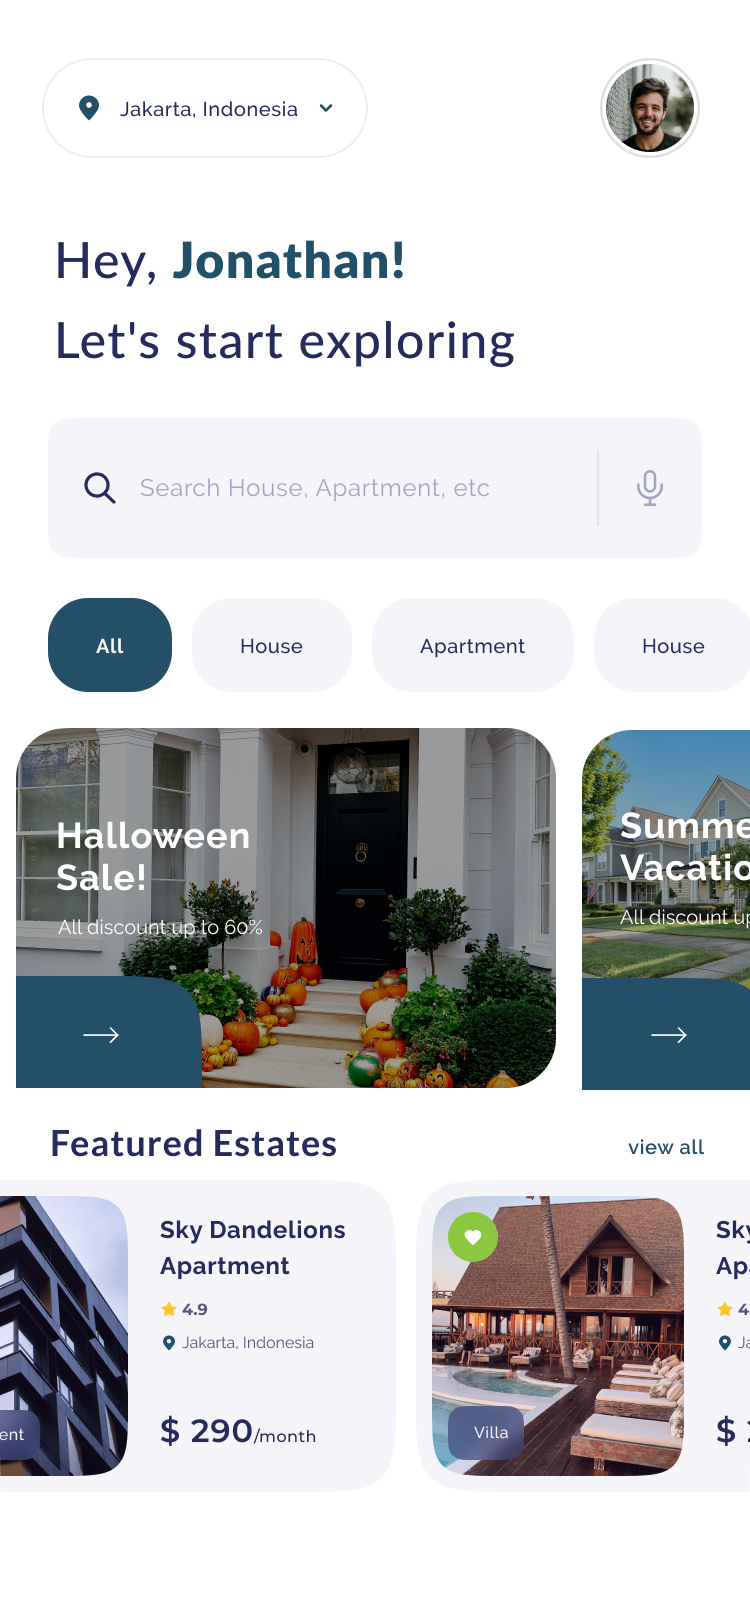 Jakarta, Indonesia
Hey, Jonathan!
Let's start exploring
Search House, Apartment, etc
All
House
Apartment
House
Halloween
Sale!
All discount up to 60%
Summe
Vacatio
All discount up
Featured Estates
view all
ent
Sky Dandelions
Apartment
4.9
Jakarta, Indonesia
$ 290/month
Villa
Sky
Apa
4
Ja
$ 2